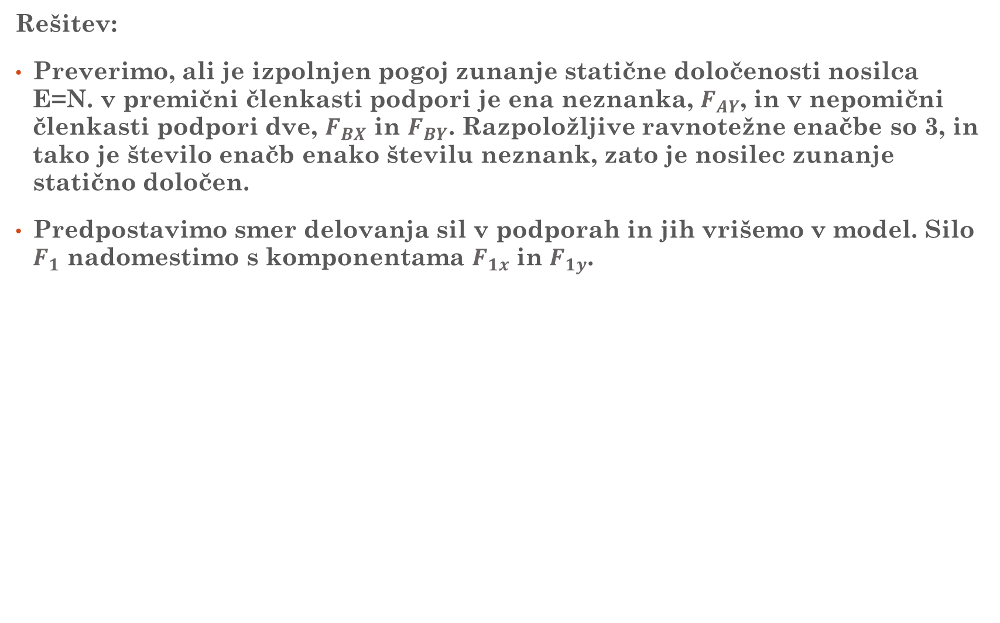 Rešitev:
• Preverimo, ali je izpolnjen pogoj zunanje statične določenosti nosilca
E=N. v premični členkasti podpori je ena neznanka, F_AY, in v nepomični
členkasti podpori dve, F_BX in F_BY. Razpoložljive ravnotežne enačbe so 3, in
tako je število enačb enako številu neznank, zato je nosilec zunanje
statično določen.
• Predpostavimo smer delovanja sil v podporah in jih vrišemo v model. Silo
F_1 nadomestimo s komponentama F_1x in F_1y.